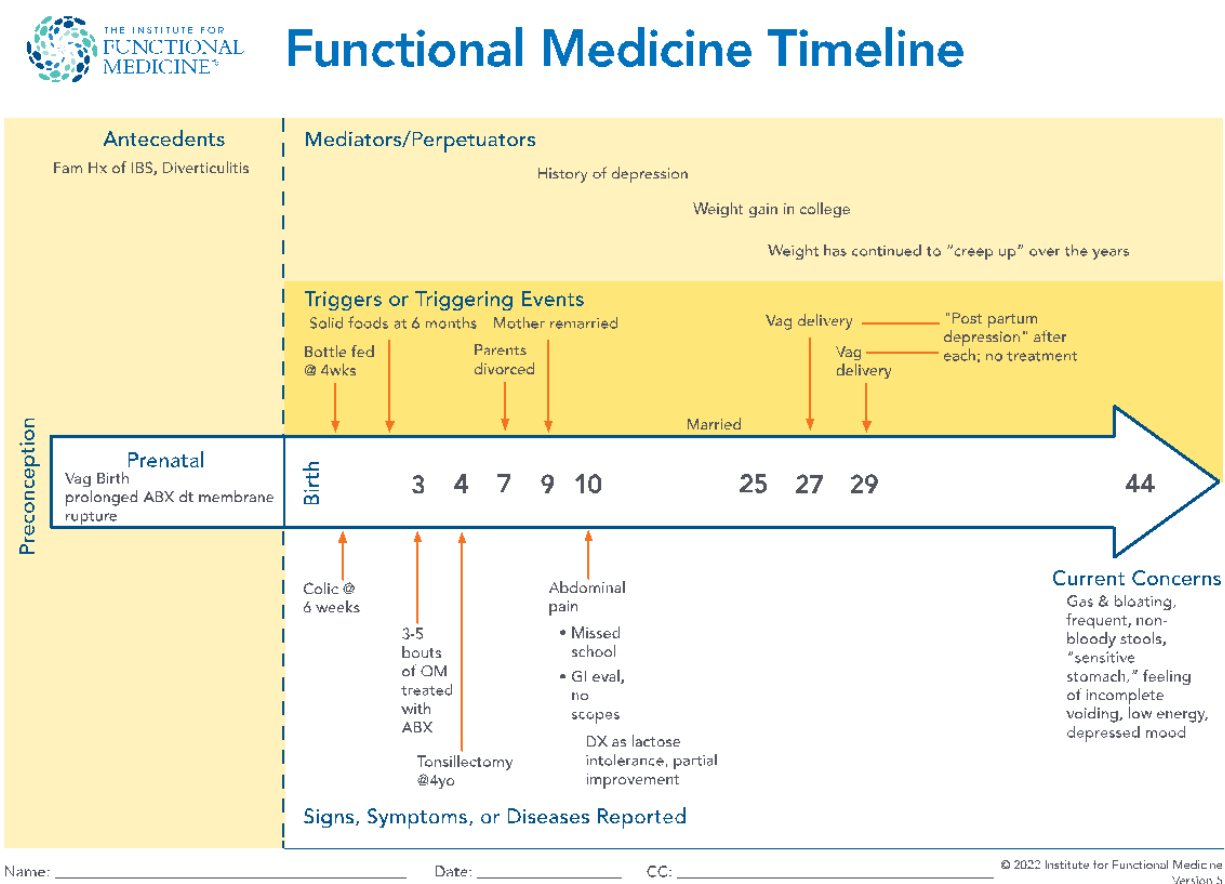 THE INSTITUTE FOR
FUNCTIONAL
MEDICINE®
Functional Medicine Timeline
Antecedents
Fam Hx of IBS, Diverticulitis
Mediators/Perpetuators
History of depression
Weight gain in college
Weight has continued to “creep up” over the years
Triggers or Triggering Events
Solid foods at 6 months
Mother remarried
Bottle fed
@ 4wks
Parents
divorced
Vag delivery
Vag
delivery
“Post partum
depression” after
each; no treatment
Married
Preconception
Prenatal
Vag Birth
prolonged ABX dt membrane
rupture
Birth
3 4 7 9 10 25 27 29 44
Colic @
6 weeks
3-5
bouts
of OM
treated
with
ABX
Tonsillectomy
@4yo
Abdominal
pain
• Missed
school
• GI eval,
no
scopes
DX as lactose
intolerance, partial
improvement
Current Concerns
Gas & bloating,
frequent, non-
bloody stools,
“sensitive
stomach,” feeling
of incomplete
voiding, low energy,
depressed mood
Signs, Symptoms, or Diseases Reported
Name:
Date:
CC:
© 2022 Institute for Functional Medicine
Version 5